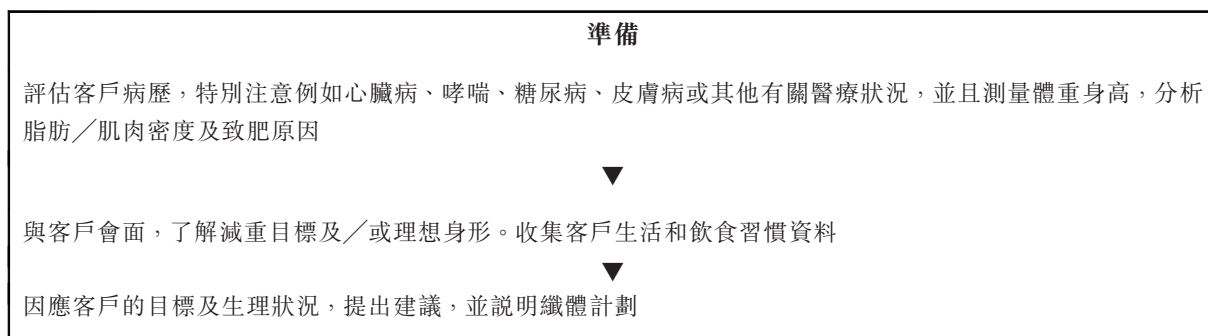 準備
評估客戶病歷，特別注意例如心臟病、哮喘、糖尿病、皮膚病或其他有關醫療狀況，並且測量體重身高，分析
脂肪／肌肉密度及致肥原因
▼
與客戶會面，了解減重目標及／或理想身形。收集客戶生活和飲食習慣資料
▼
因應客戶的目標及生理狀況，提出建議，並説明纖體計劃